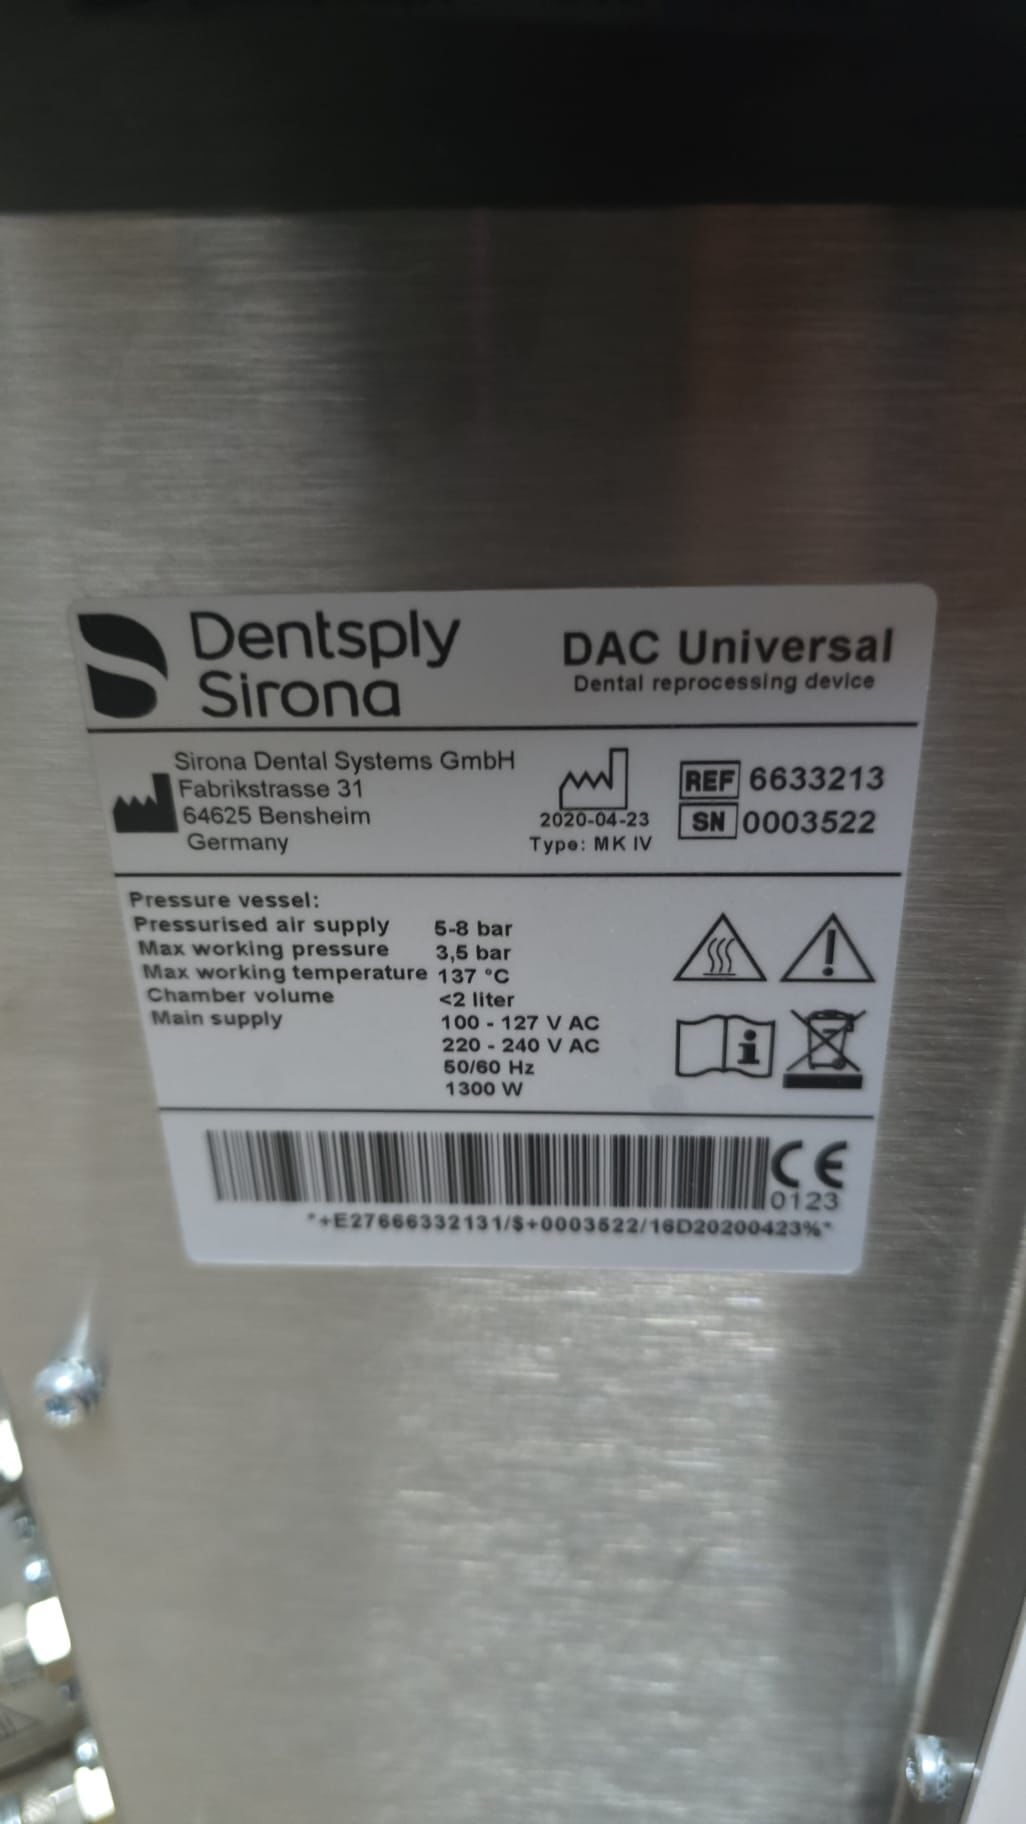 Dentsply
Sirona
DAC Universal
Dental reprocessing device
Sirona Dental Systems GmbH
Fabrikstrasse 31
64625 Bensheim
Germany
2020-04-23
Type: MK IV
REF 6633213
SN 0003522
Pressure vessel:
Pressurised air supply 5-8 bar
Max working pressure 3,5 bar
Max working temperature 137 °C
Chamber volume <2 liter
Main supply 100 - 127 V AC
220 - 240 V AC
50/60 Hz
1300 W
CE
0123
*+E27666332131/$+0003522/16D20200423%*